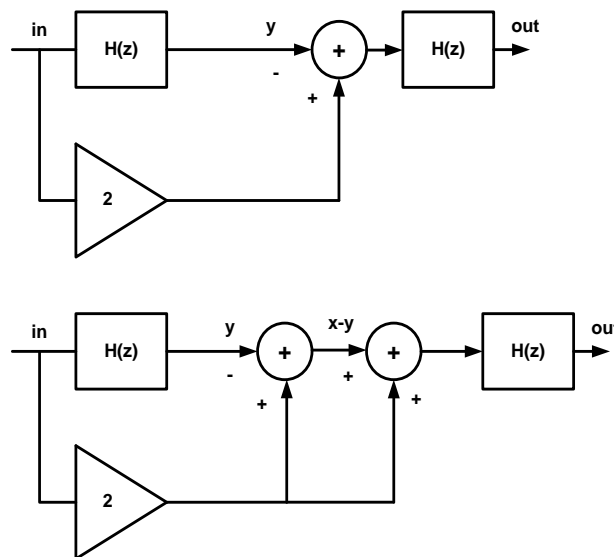 in
H(z)
y
-
+
+
H(z)
out
2
in
H(z)
y
-
+
+
x-y
+
+
+
H(z)
out
2